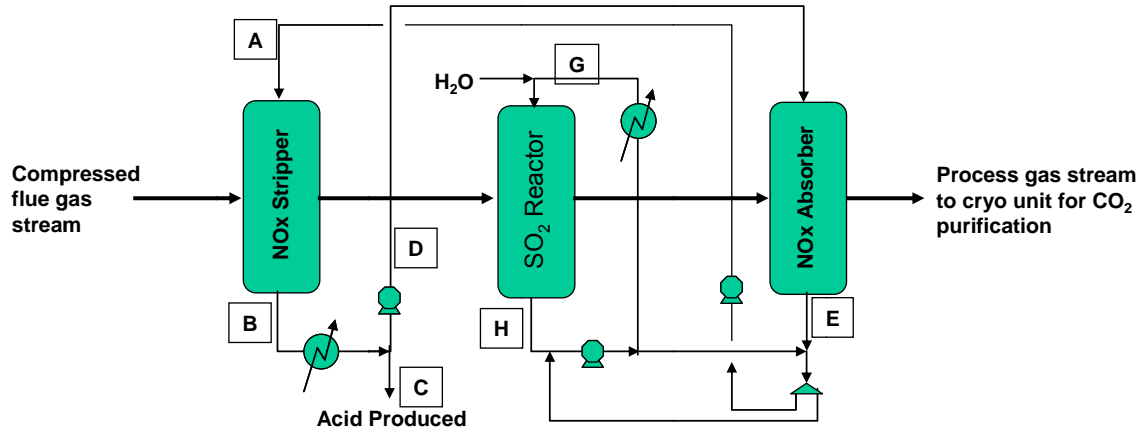 A
G
H₂O
NOx Stripper
SO₂ Reactor
NOx Absorber
Compressed
flue gas
stream
Process gas stream
to cryo unit for CO₂
purification
D
B
H
E
C
Acid Produced